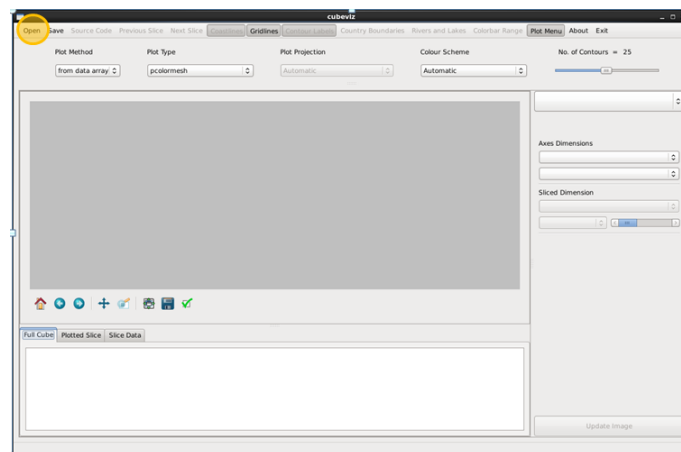 cubeviz
Open Save Source Code Previous Slice Next Slice Coastlines Gridlines Contour Labels Country Boundaries Rivers and Lakes Colorbar Range Plot Menu About Exit
Plot Method Plot Type Plot Projection Colour Scheme No. of Contours = 25
from data array pcolormesh Automatic Automatic
Axes Dimensions
Sliced Dimension
Full Cube Plotted Slice Slice Data
Update Image